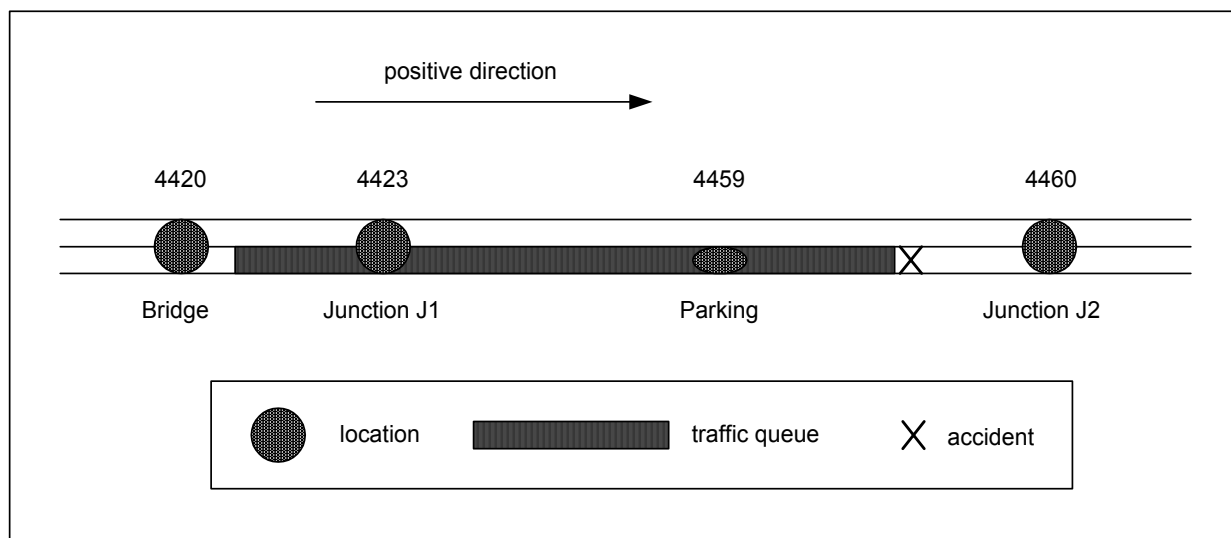 positive direction
4420 4423 4459 4460
Bridge Junction J1 Parking Junction J2
location traffic queue accident